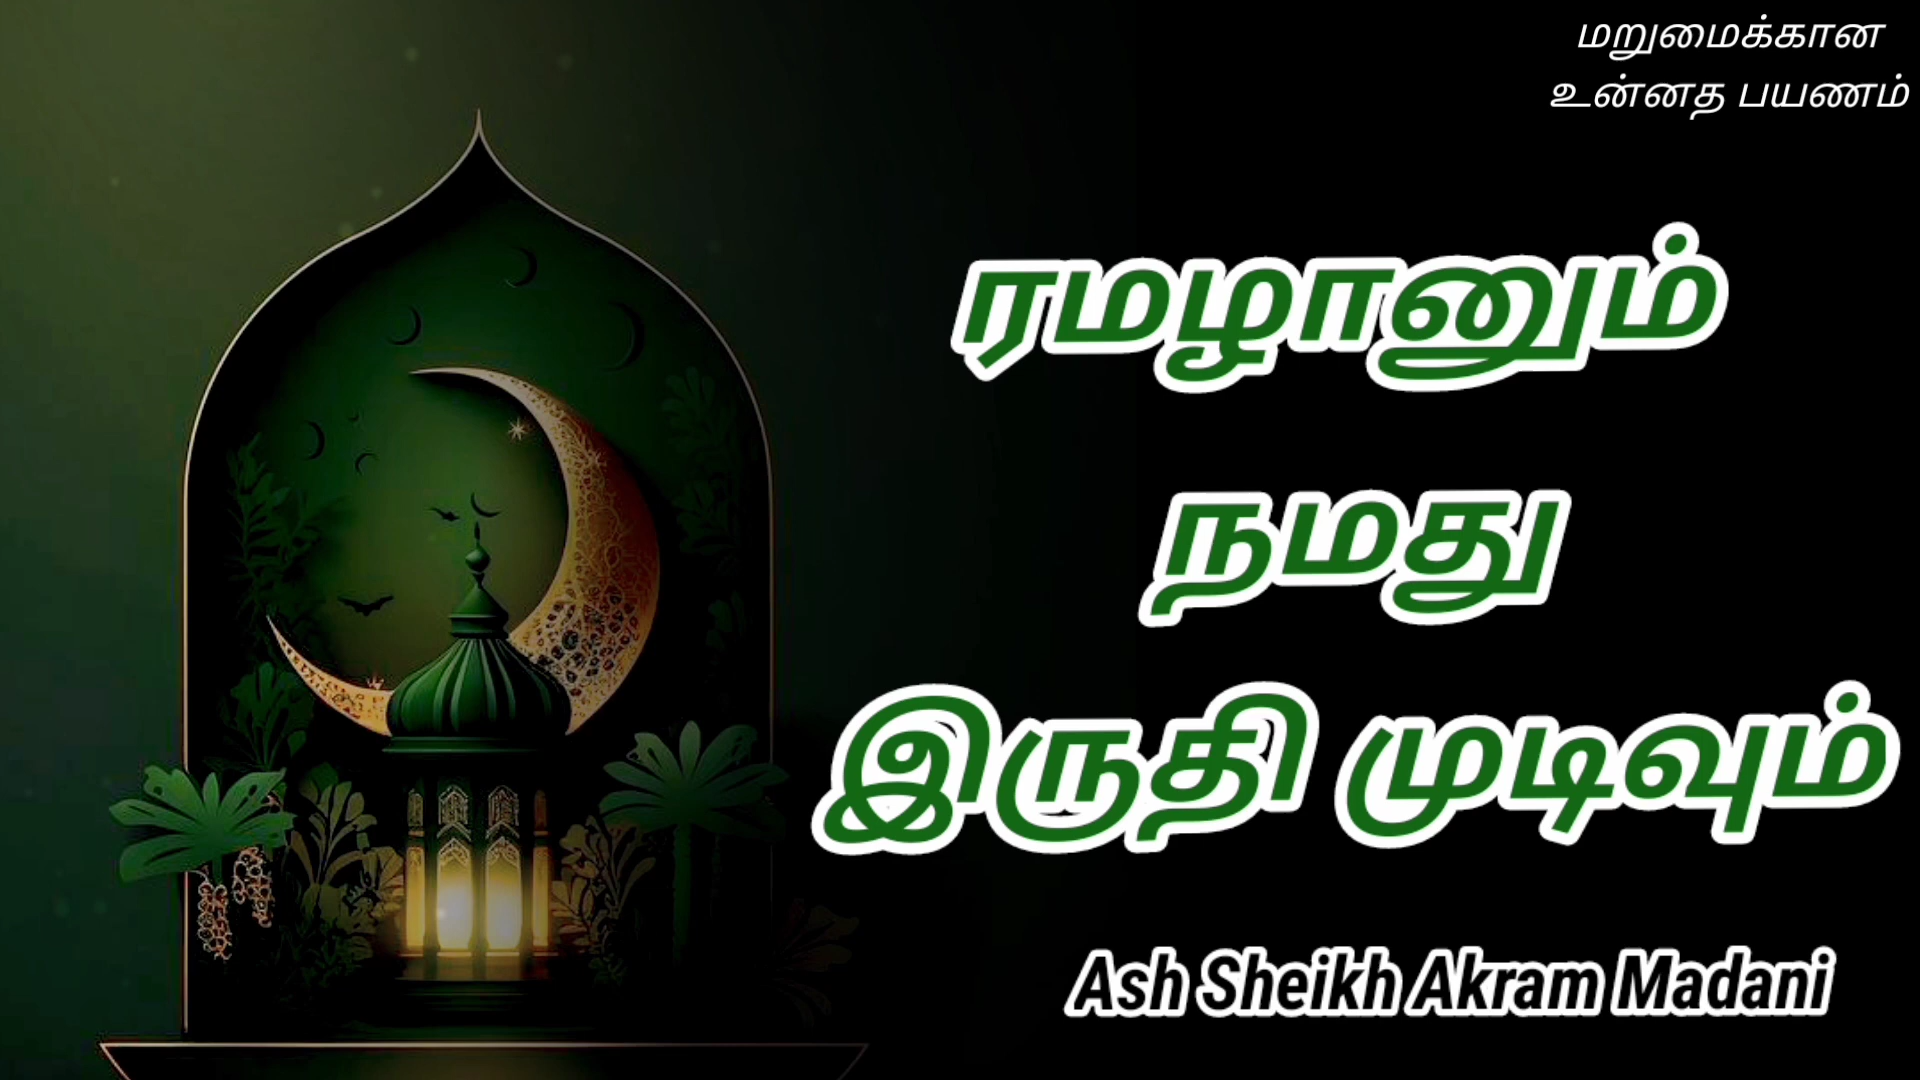 மறுமைக்கான
உன்னத பயணம்
ரமழானும்
நமது
இருதி முடிவும்
Ash Sheikh Akram Madani